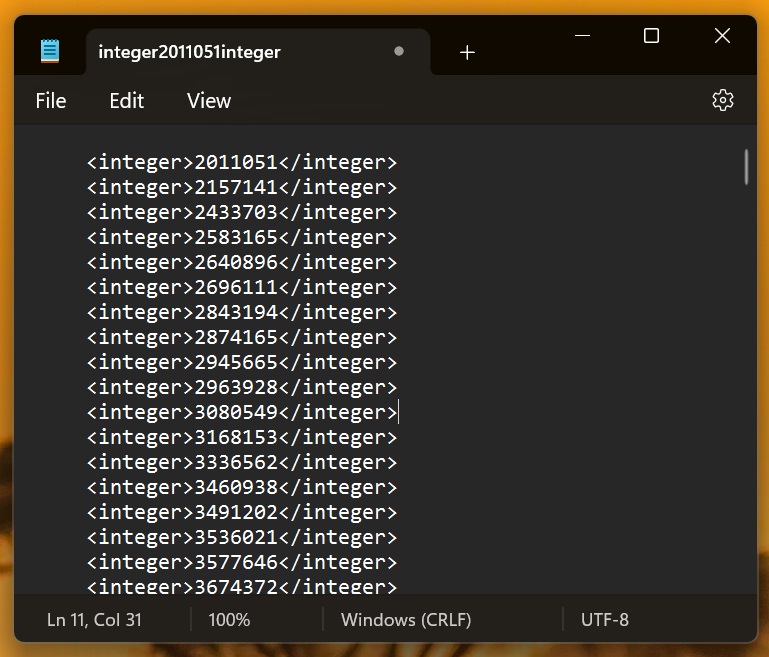 integer2011051integer
File Edit View
<integer>2011051</integer>
<integer>2157141</integer>
<integer>2433703</integer>
<integer>2583165</integer>
<integer>2640896</integer>
<integer>2696111</integer>
<integer>2843194</integer>
<integer>2874165</integer>
<integer>2945665</integer>
<integer>2963928</integer>
<integer>3080549</integer>
<integer>3168153</integer>
<integer>3336562</integer>
<integer>3460938</integer>
<integer>3491202</integer>
<integer>3536021</integer>
<integer>3577646</integer>
<integer>3674372</integer>
Ln 11, Col 31 100% Windows (CRLF) UTF-8